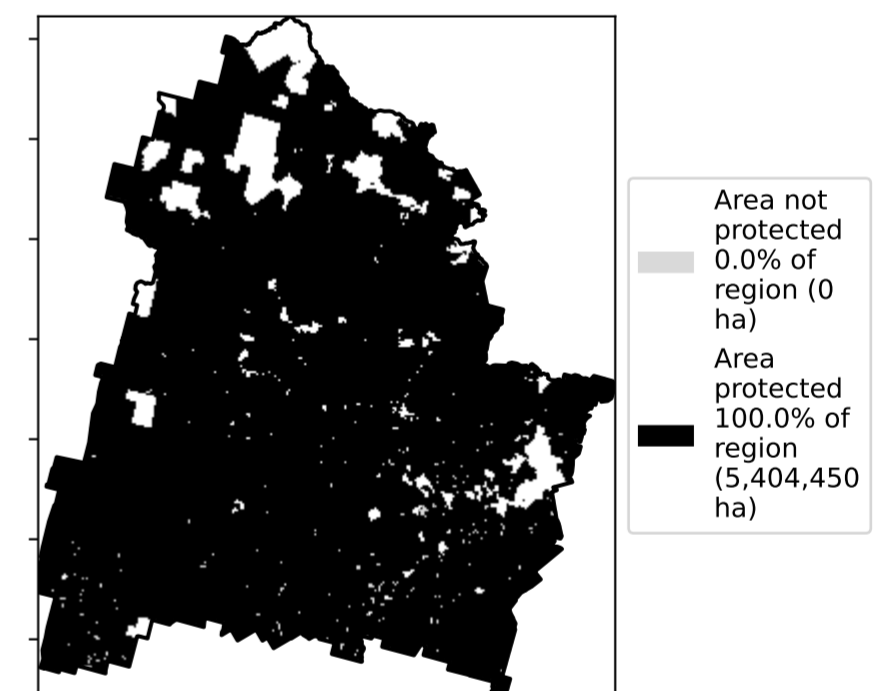 Area not
protected
0.0% of
region (0
ha)
Area
protected
100.0% of
region
(5,404,450
ha)